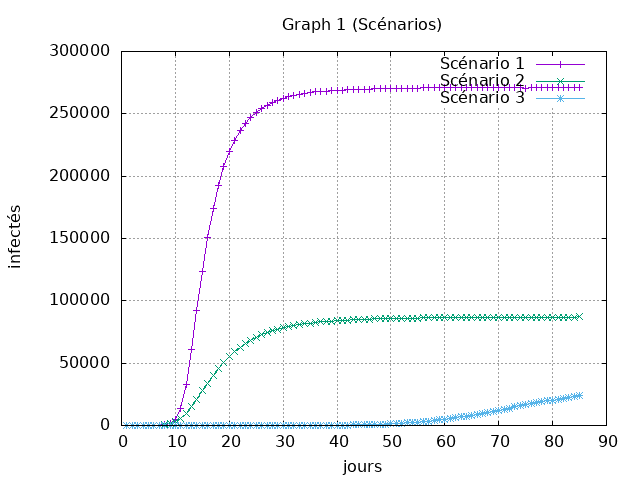 Graph 1 (Scénarios)
300000
250000
200000
150000
100000
50000
0
infectés
Scénario 1
Scénario 2
Scénario 3
0 10 20 30 40 50 60 70 80 90
jours